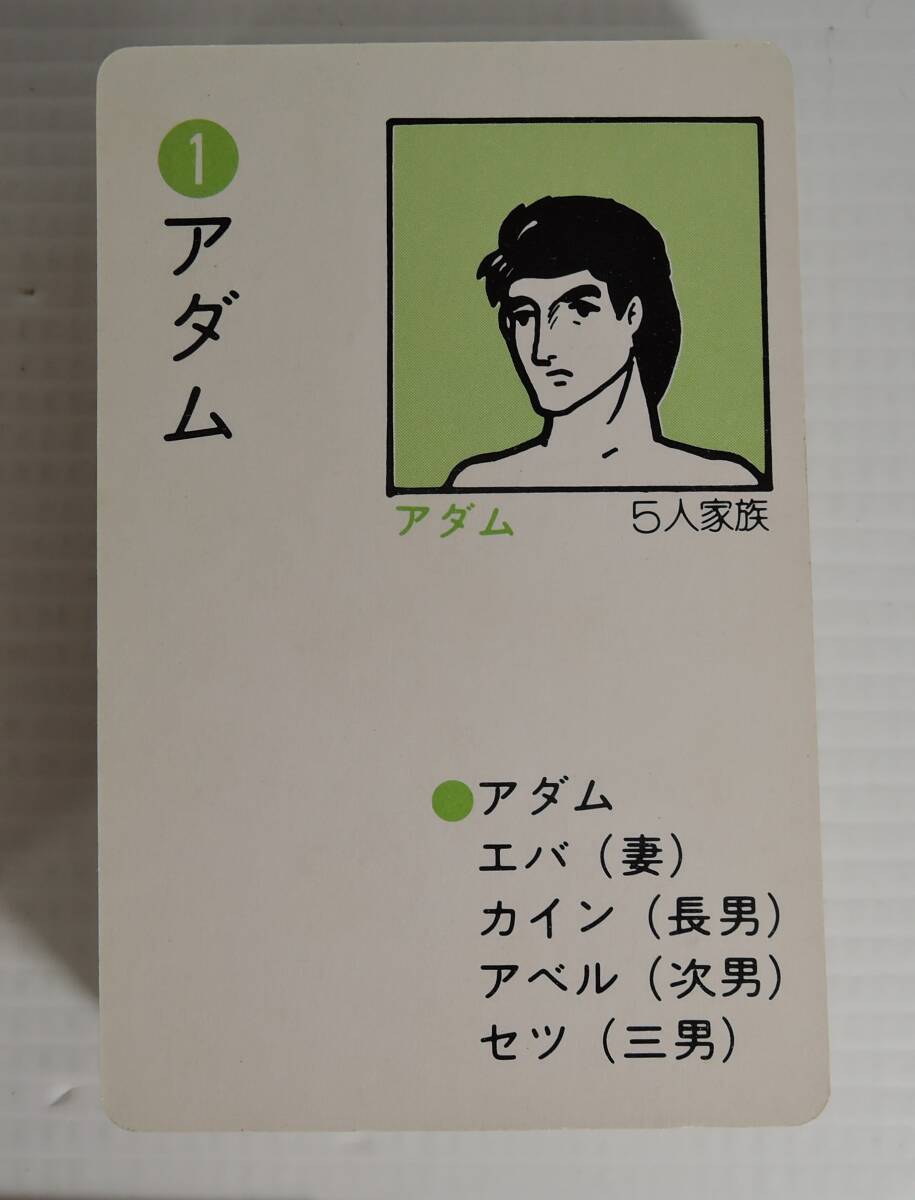 1
アダム
アダム
5人家族
●アダム
エバ（妻）
カイン（長男）
アベル（次男）
セツ（三男）